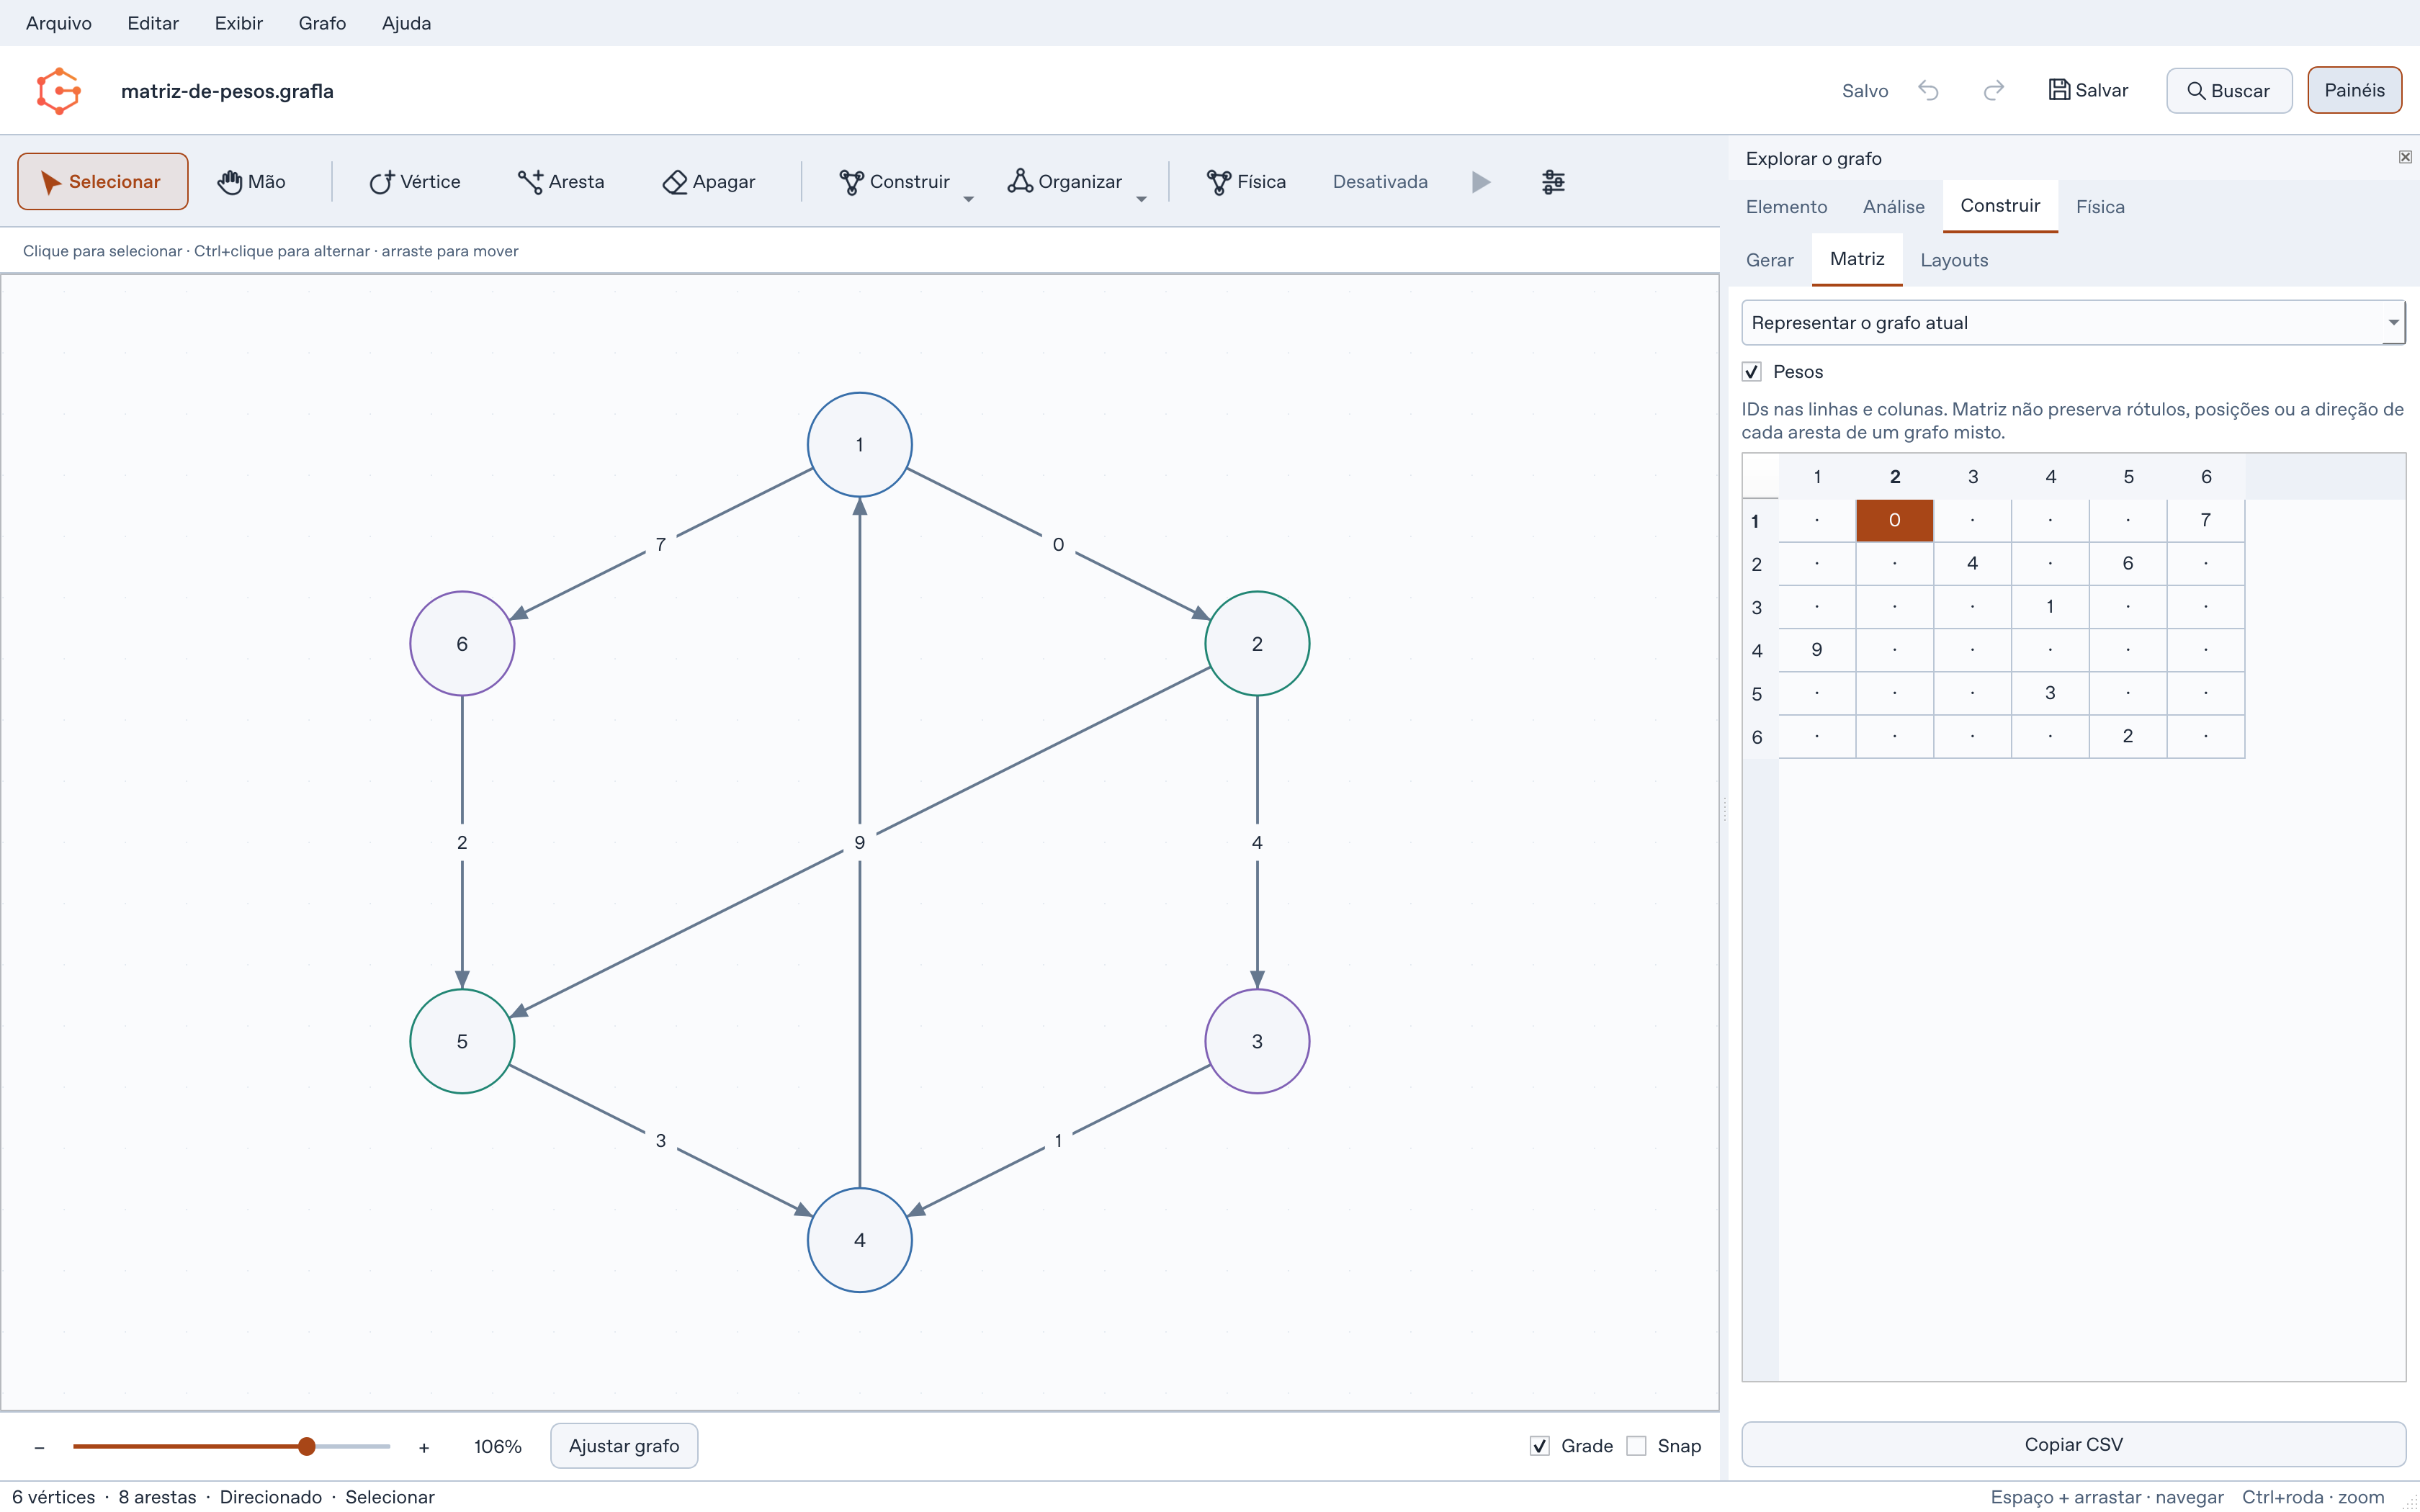 Arquivo Editar Exibir Grafo Ajuda
matriz-de-pesos.grafla
Salvo Salvar Buscar Painéis
Selecionar Mão Vértice Aresta Apagar Construir Organizar Física Desativada
Clique para selecionar · Ctrl+clique para alternar · arraste para mover
1
7
0
6
2
2
9
4
5
3
3
1
4
Explorar o grafo
Elemento Análise Construir Física
Gerar Matriz Layouts
Representar o grafo atual
Pesos
IDs nas linhas e colunas. Matriz não preserva rótulos, posições ou a direção de
cada aresta de um grafo misto.
1 2 3 4 5 6
1 · 0 · · · 7
2 · · 4 · 6 ·
3 · · · 1 · ·
4 9 · · · · ·
5 · · · 3 · ·
6 · · · · 2 ·
Copiar CSV
− + 106% Ajustar grafo Grade Snap
6 vértices · 8 arestas · Direcionado · Selecionar
Espaço + arrastar · navegar Ctrl+roda · zoom